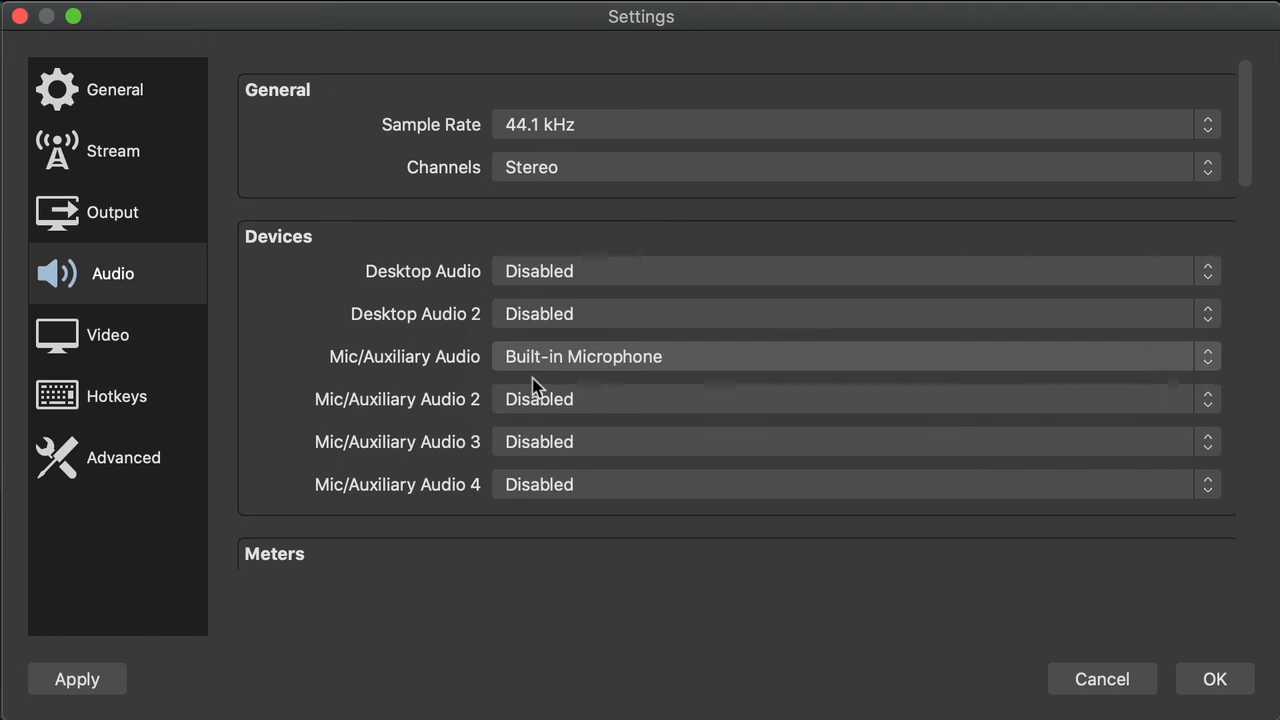 Settings
General
Stream
Output
Audio
Video
Hotkeys
Advanced
General
Sample Rate 44.1 kHz
Channels Stereo
Devices
Desktop Audio Disabled
Desktop Audio 2 Disabled
Mic/Auxiliary Audio Built-in Microphone
Mic/Auxiliary Audio 2 Disabled
Mic/Auxiliary Audio 3 Disabled
Mic/Auxiliary Audio 4 Disabled
Meters
Apply Cancel OK